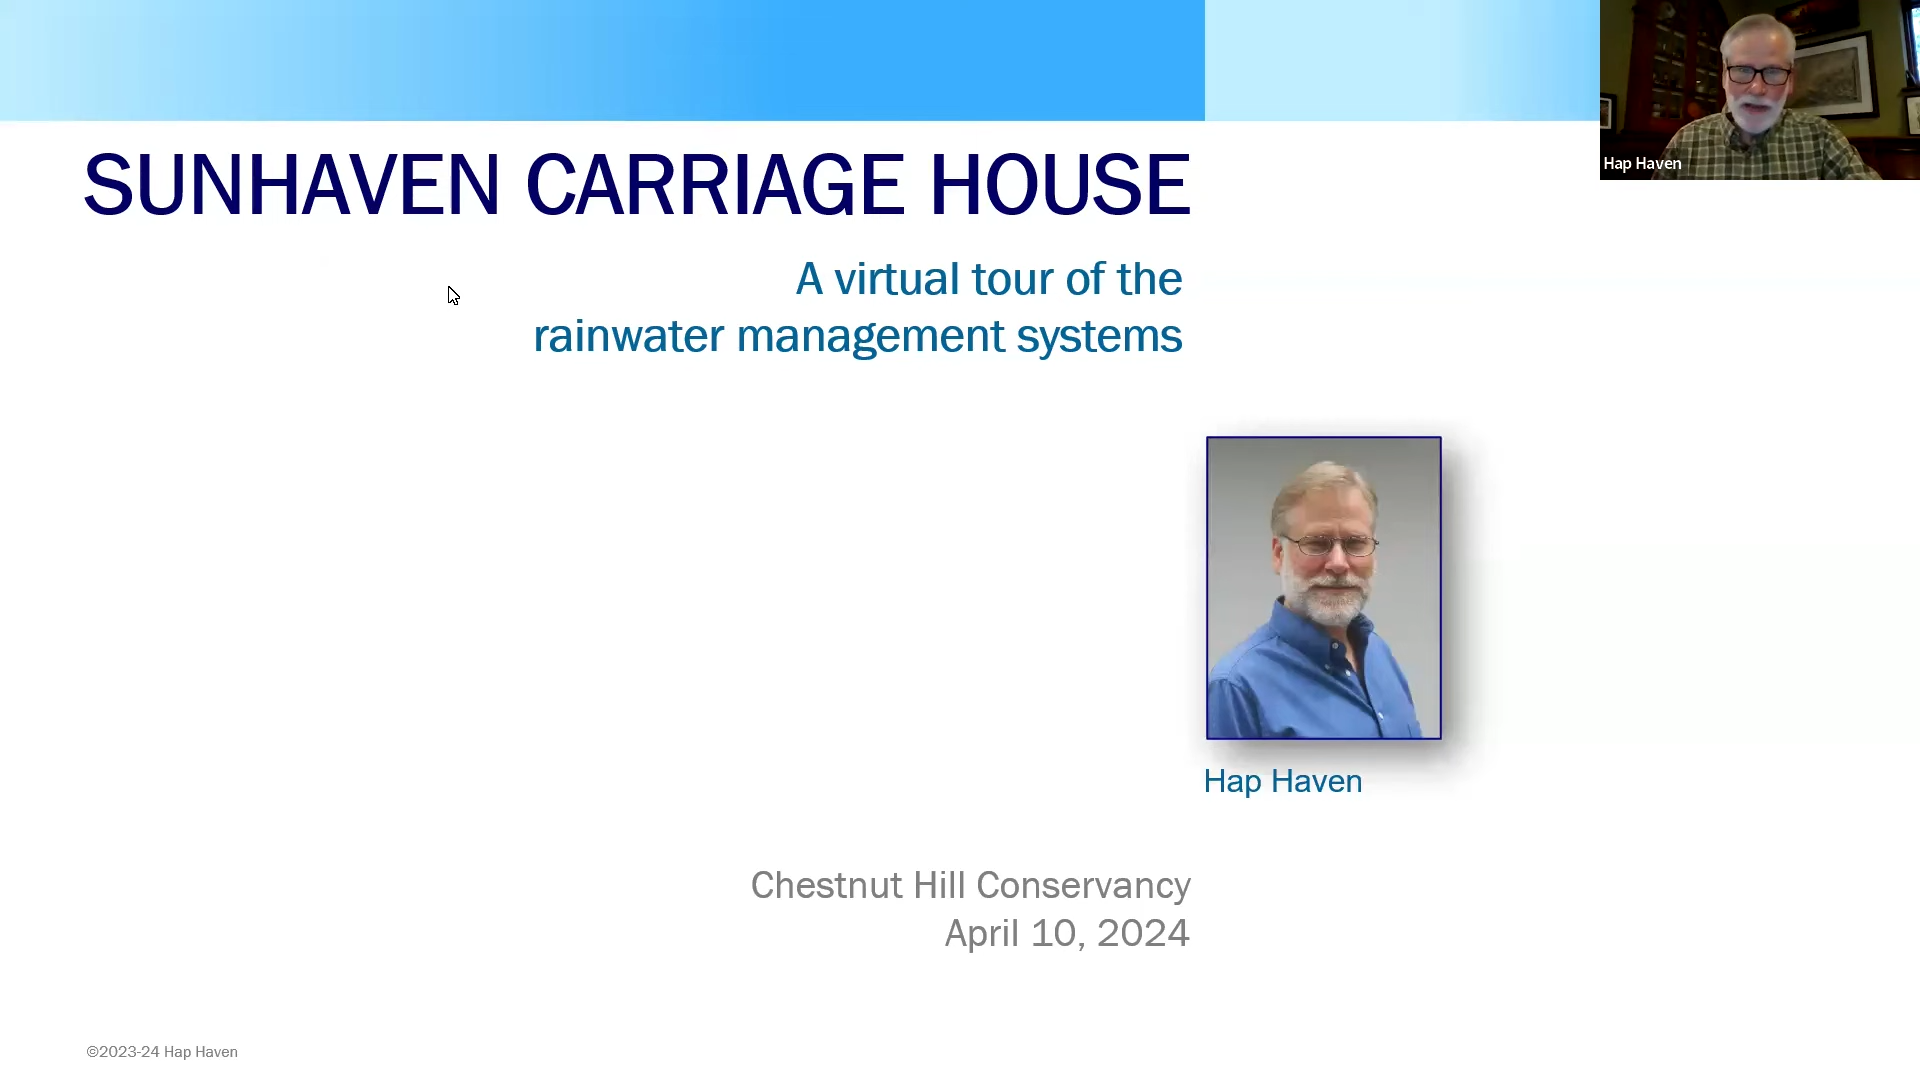 SUNHAVEN CARRIAGE HOUSE
A virtual tour of the
rainwater management systems
Hap Haven
Hap Haven
Chestnut Hill Conservancy
April 10, 2024
©2023-24 Hap Haven